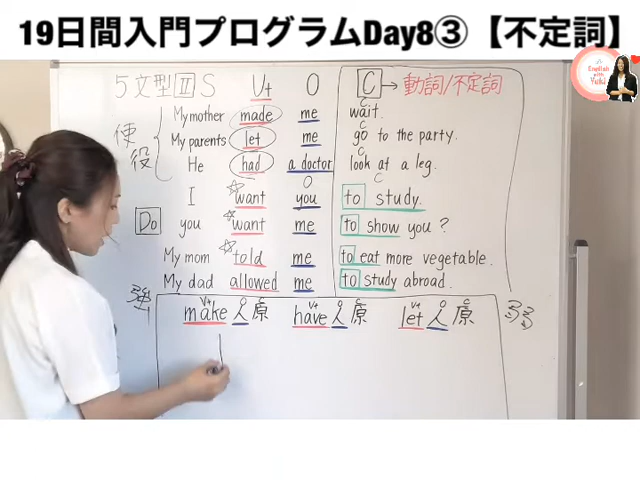 19日間入門プログラムDay8③【不定詞】
English with Yuki
5文型 Ⅲ S V+ O C→動詞/不定詞
使役
My mother made me wait.
My parents let me go to the party.
He had a doctor look at a leg.
I want you to study.
Do you want me to show you?
My mom told me to eat more vegetable.
My dad allowed me to study abroad.
強 make 人 原 have 人 原 let 人 原 弱